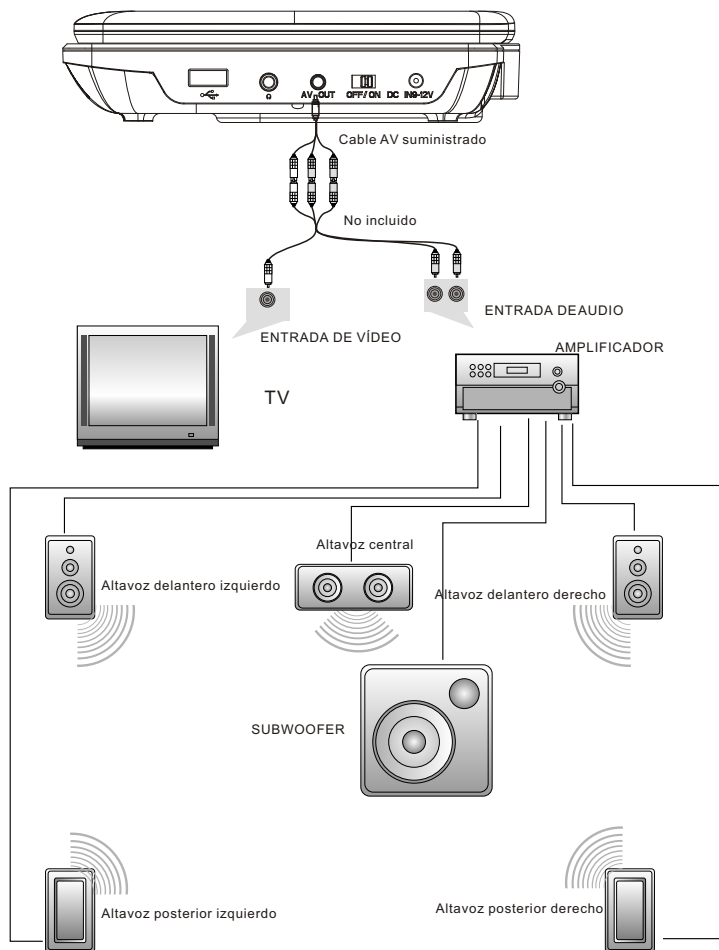 AV OUT OFF/ON DC IN9-12V
Cable AV suministrado
No incluido
ENTRADA DE VÍDEO
ENTRADA DEAUDIO
AMPLIFICADOR
TV
Altavoz central
Altavoz delantero izquierdo
Altavoz delantero derecho
SUBWOOFER
Altavoz posterior izquierdo
Altavoz posterior derecho